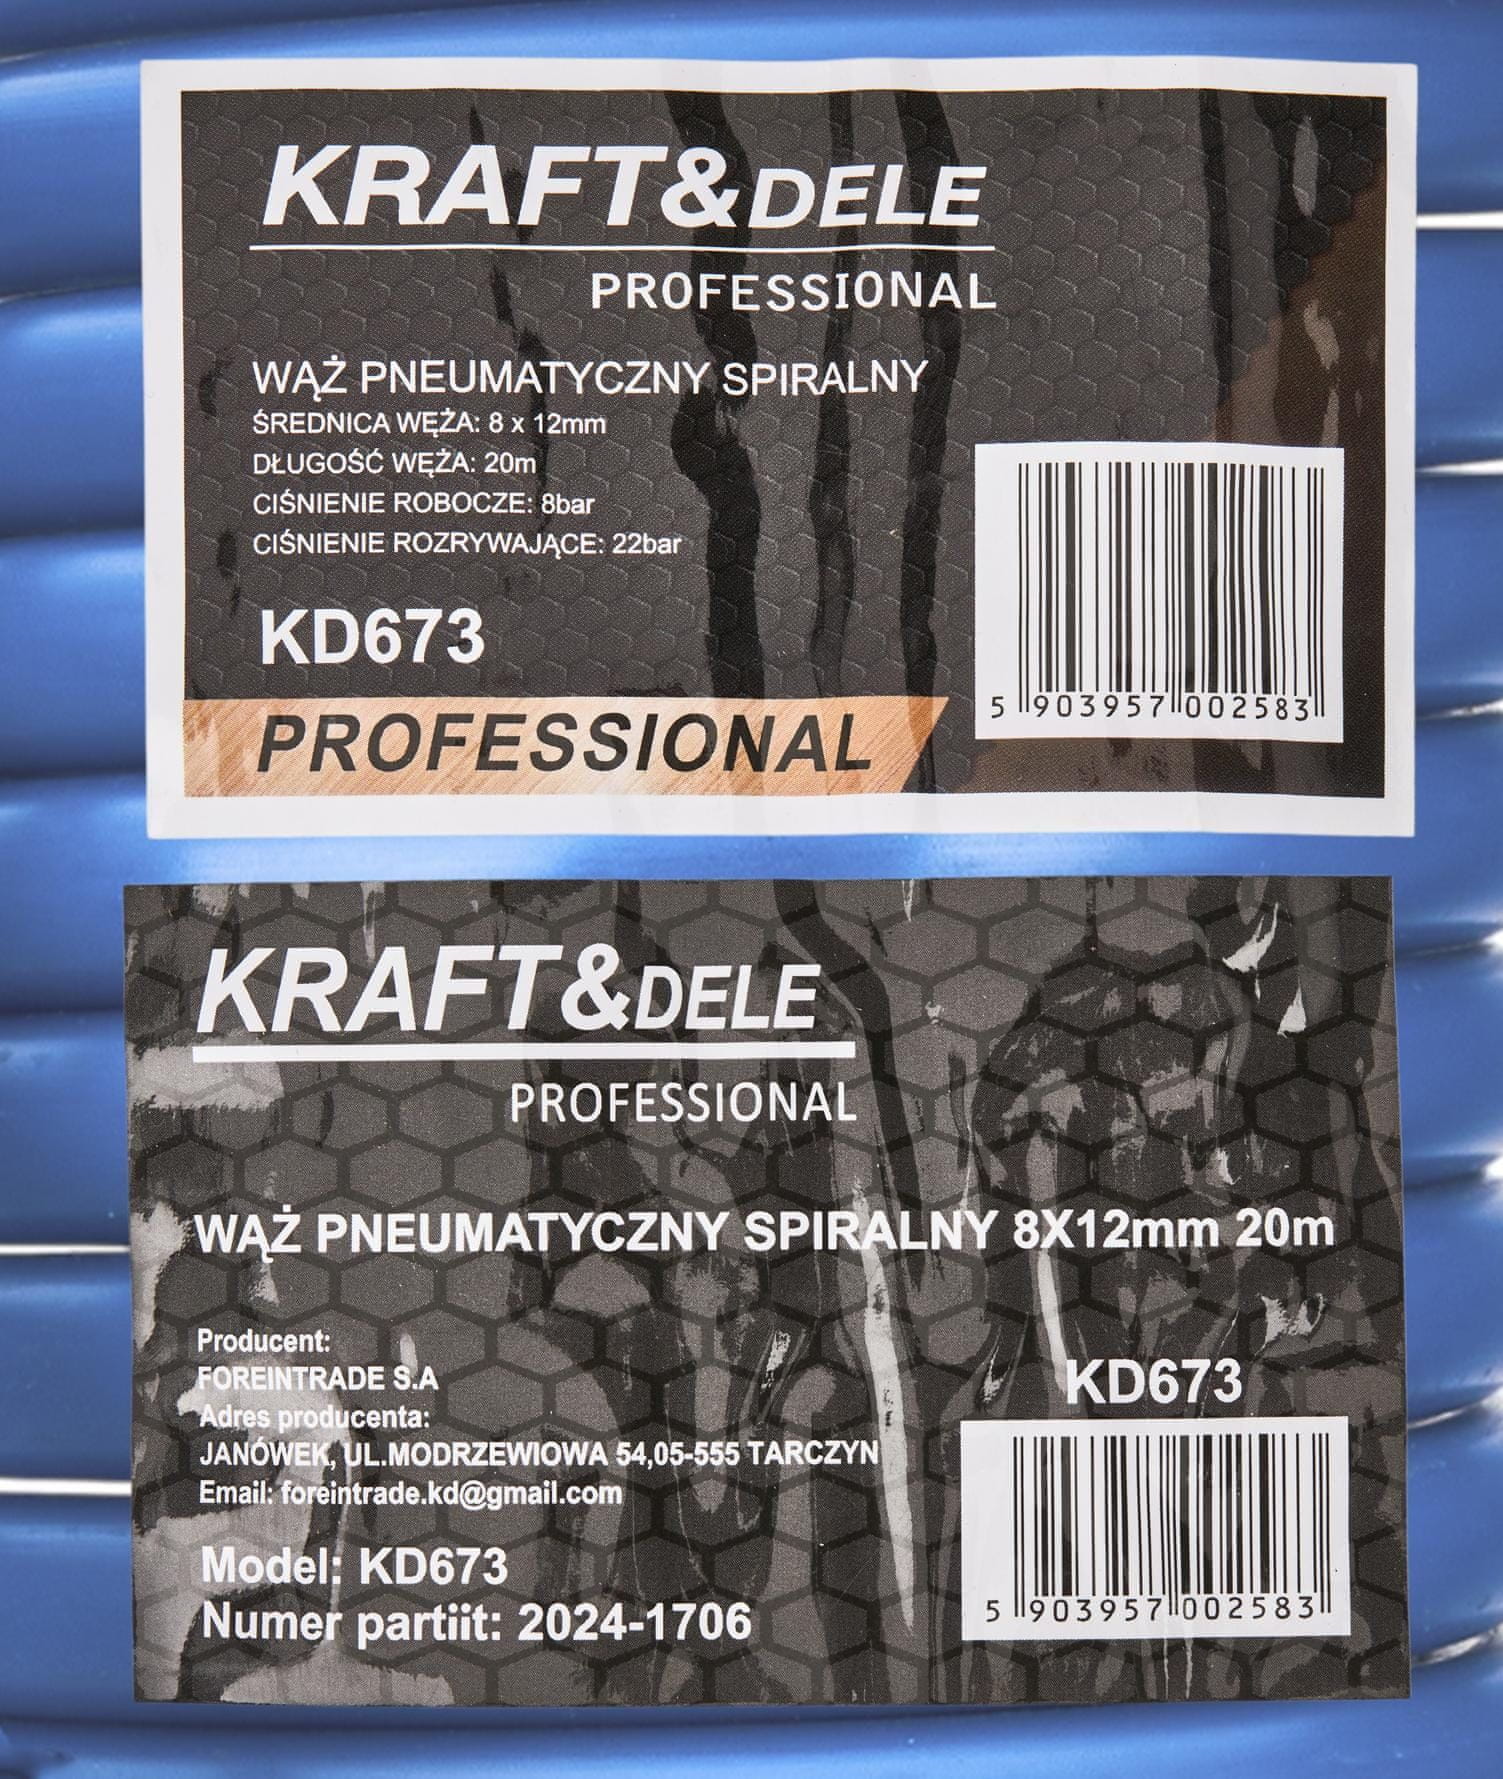 KRAFT&DELE
PROFESSIONAL
WĄŻ PNEUMATYCZNY SPIRALNY
ŚREDNICA WĘŻA: 8 x 12mm
DŁUGOŚĆ WĘŻA: 20m
CIŚNIENIE ROBOCZE: 8bar
CIŚNIENIE ROZRYWAJĄCE: 22bar
KD673
PROFESSIONAL
5 903957 002583
KRAFT&DELE
PROFESSIONAL
WĄŻ PNEUMATYCZNY SPIRALNY 8X12mm 20m
Producent:
FOREINTRADE S.A
Adres producenta:
JANÓWEK, UL.MODRZEWIOWA 54,05-555 TARCZYN
Email: foreintrade.kd@gmail.com
Model: KD673
Numer partiit: 2024-1706
KD673
5 903957 002583